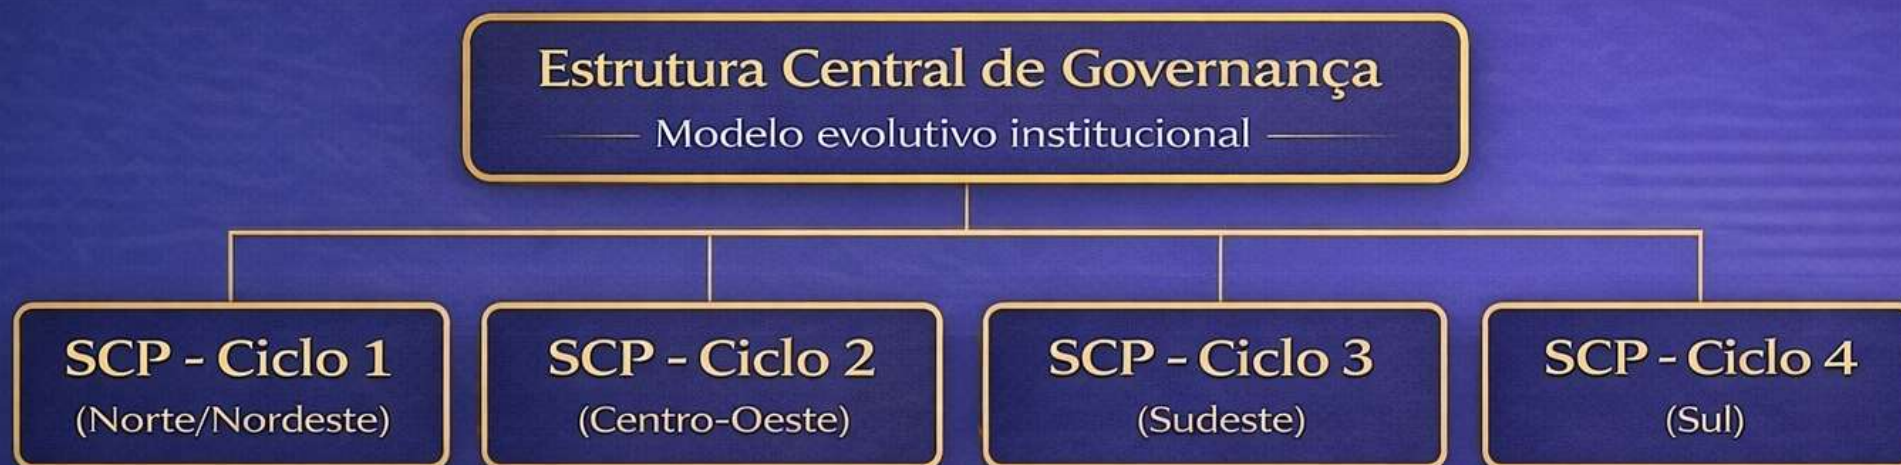 Estrutura Central de Governança
Modelo evolutivo institucional
SCP - Ciclo 1
(Norte/Nordeste)
SCP - Ciclo 2
(Centro-Oeste)
SCP - Ciclo 3
(Sudeste)
SCP - Ciclo 4
(Sul)